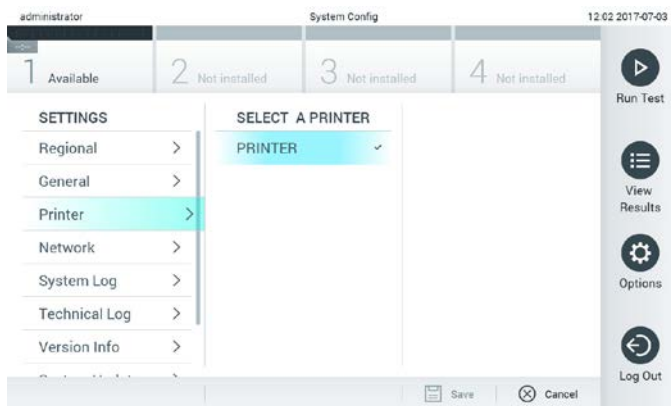 administrator System Config 12:02 2017-07-03
1 Available 2 Not installed 3 Not installed 4 Not installed
Run Test
SETTINGS SELECT A PRINTER
Regional PRINTER
General
Printer
Network
System Log
Technical Log
Version Info
View
Results
Options
Log Out
Save Cancel